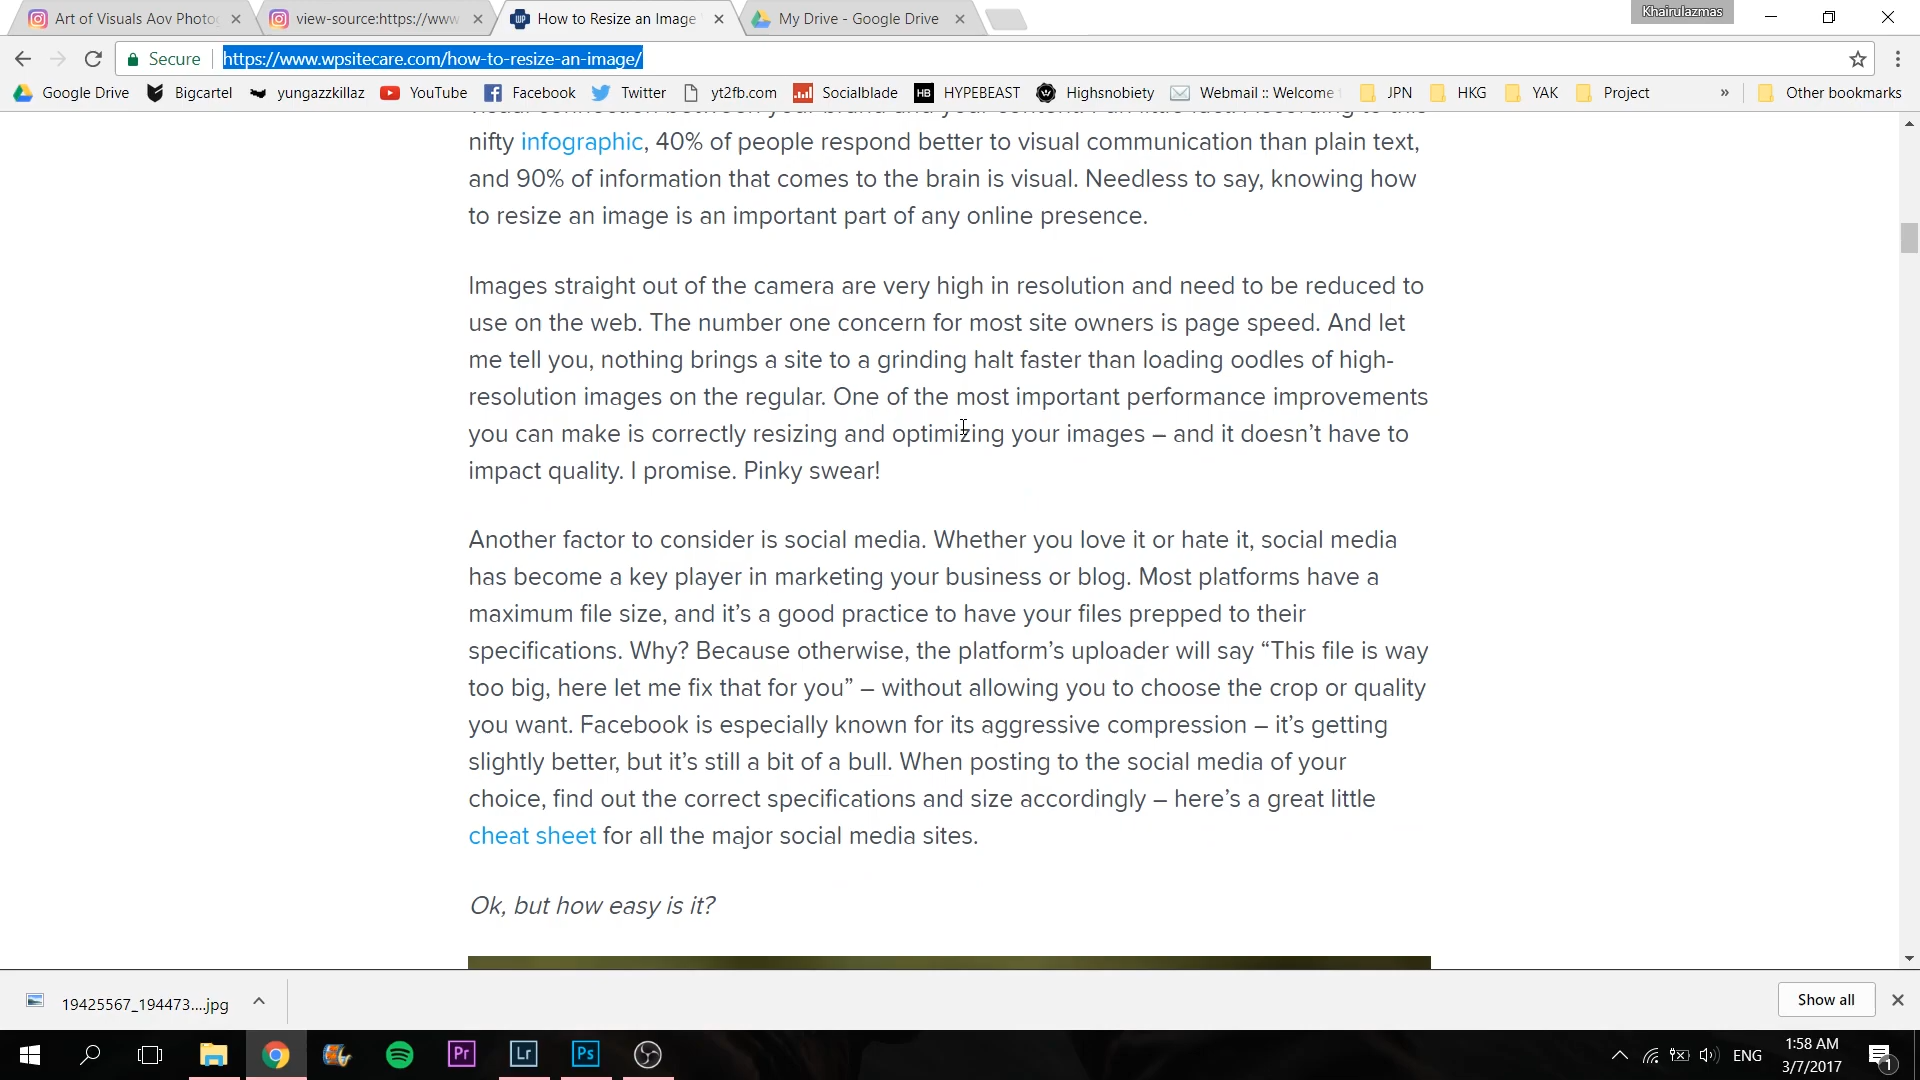 Art of Visuals Aov Photo
view-source:https://www
How to Resize an Image
My Drive - Google Drive
Khairulazmas
Secure
https://www.wpsitecare.com/how-to-resize-an-image/
Google Drive
Bigcartel
yungazzkillaz
YouTube
Facebook
Twitter
yt2fb.com
Socialblade
HB
HYPEBEAST
Highsnobiety
Webmail :: Welcome
JPN
HKG
YAK
Project
»
Other bookmarks
nifty infographic, 40% of people respond better to visual communication than plain text,
and 90% of information that comes to the brain is visual. Needless to say, knowing how
to resize an image is an important part of any online presence.
Images straight out of the camera are very high in resolution and need to be reduced to
use on the web. The number one concern for most site owners is page speed. And let
me tell you, nothing brings a site to a grinding halt faster than loading oodles of high-
resolution images on the regular. One of the most important performance improvements
you can make is correctly resizing and optimizing your images – and it doesn’t have to
impact quality. I promise. Pinky swear!
Another factor to consider is social media. Whether you love it or hate it, social media
has become a key player in marketing your business or blog. Most platforms have a
maximum file size, and it’s a good practice to have your files prepped to their
specifications. Why? Because otherwise, the platform’s uploader will say “This file is way
too big, here let me fix that for you” – without allowing you to choose the crop or quality
you want. Facebook is especially known for its aggressive compression – it’s getting
slightly better, but it’s still a bit of a bull. When posting to the social media of your
choice, find out the correct specifications and size accordingly – here’s a great little
cheat sheet for all the major social media sites.
Ok, but how easy is it?
19425567_194473....jpg
Show all
Pr
Lr
Ps
ENG
1:58 AM
3/7/2017
1